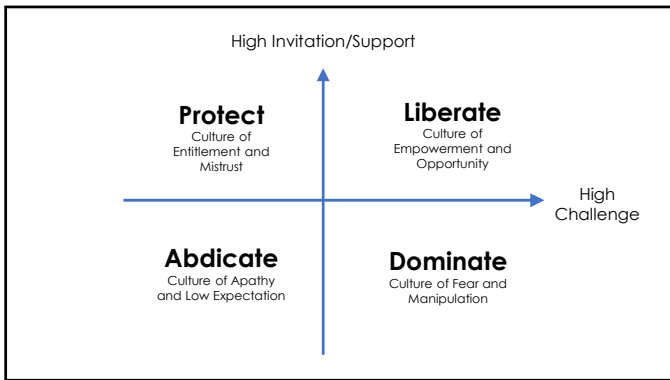 High Invitation/Support
Protect
Culture of
Entitlement and
Mistrust
Liberate
Culture of
Empowerment and
Opportunity
High
Challenge
Abdicate
Culture of Apathy
and Low Expectation
Dominate
Culture of Fear and
Manipulation